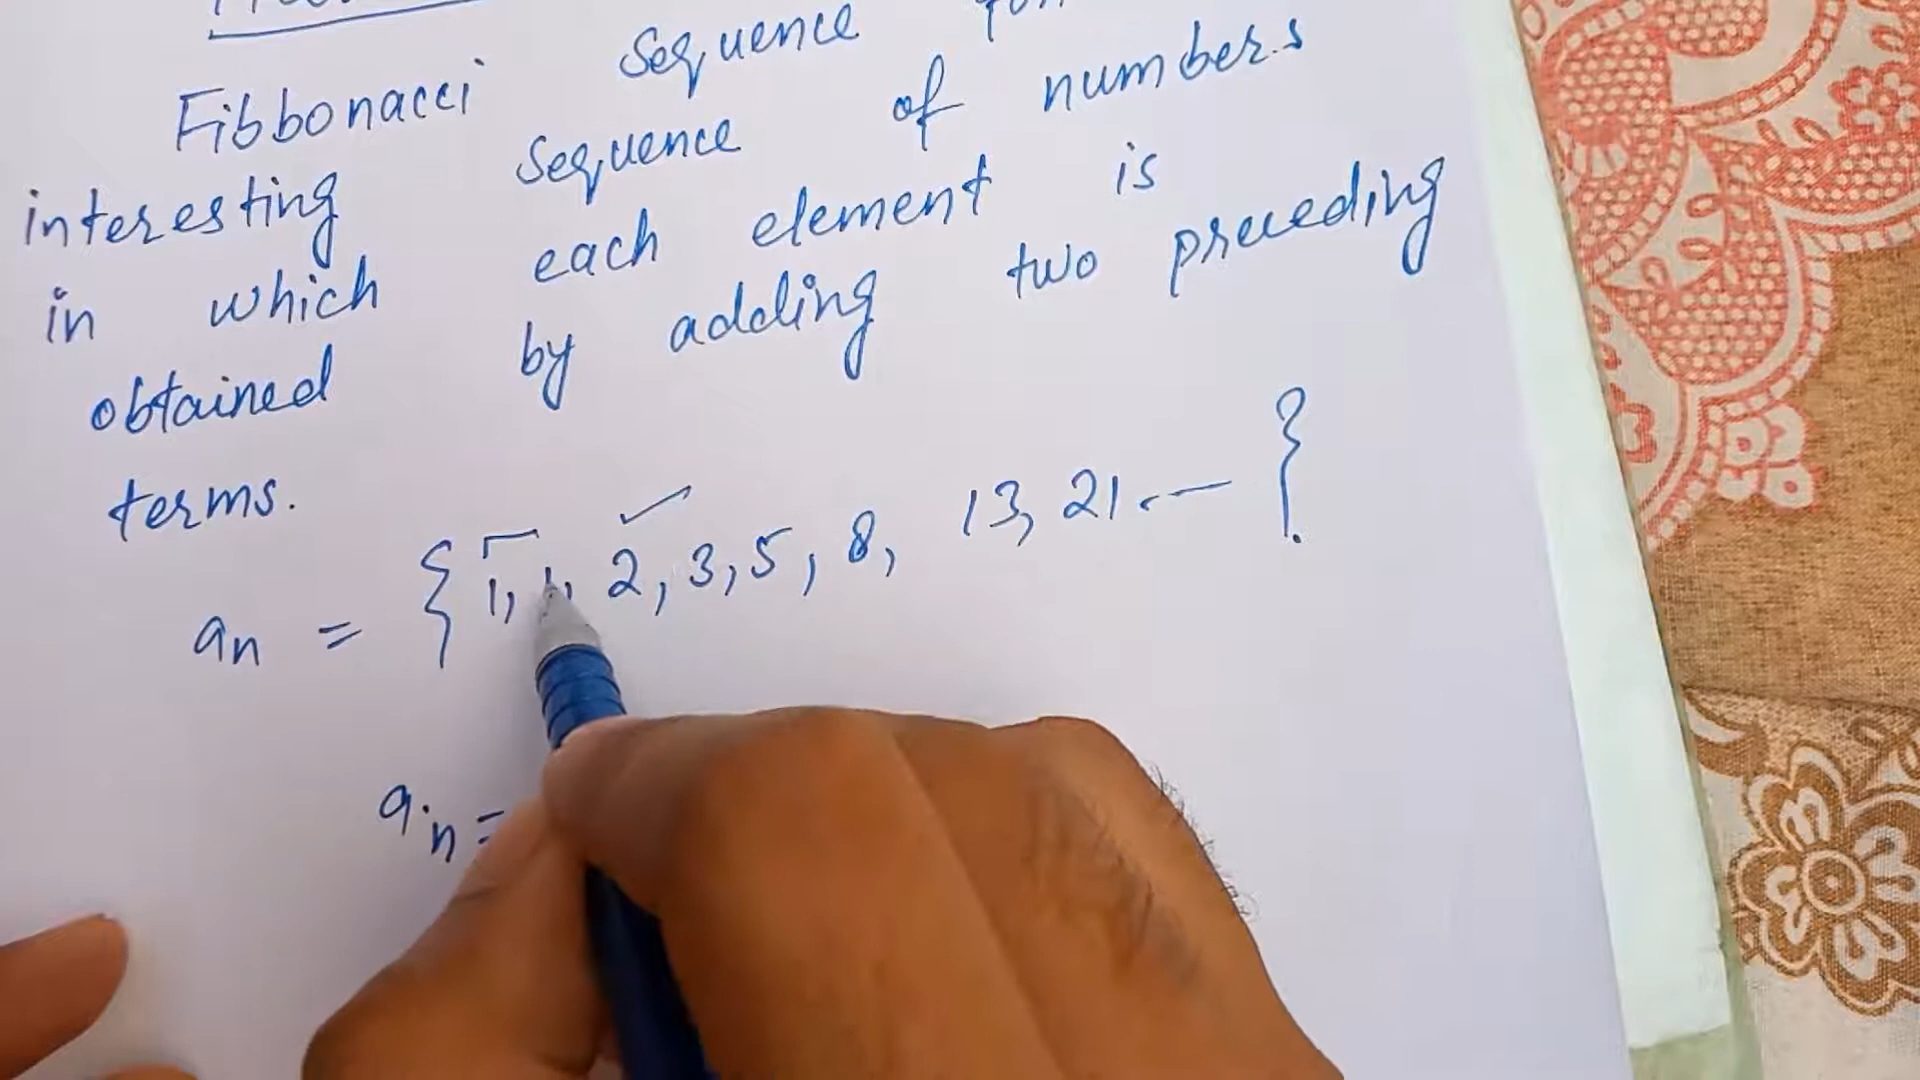 Fibbonacci sequence
interesting sequence of numbers
in which each element is
obtained by adding two preceding
terms.
an = { 1, 1, 2, 3, 5, 8, 13, 21 --- }
an =